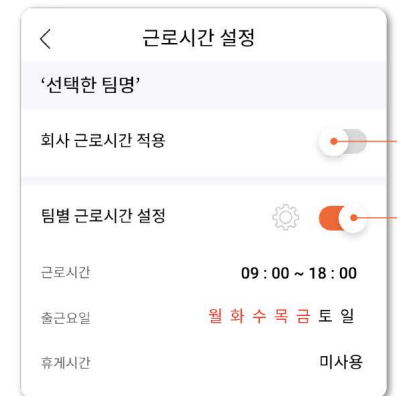 근로시간 설정
‘선택한 팀명’
회사 근로시간 적용
팀별 근로시간 설정
근로시간 09 : 00 ~ 18 : 00
출근요일 월 화 수 목 금 토 일
휴게시간 미사용